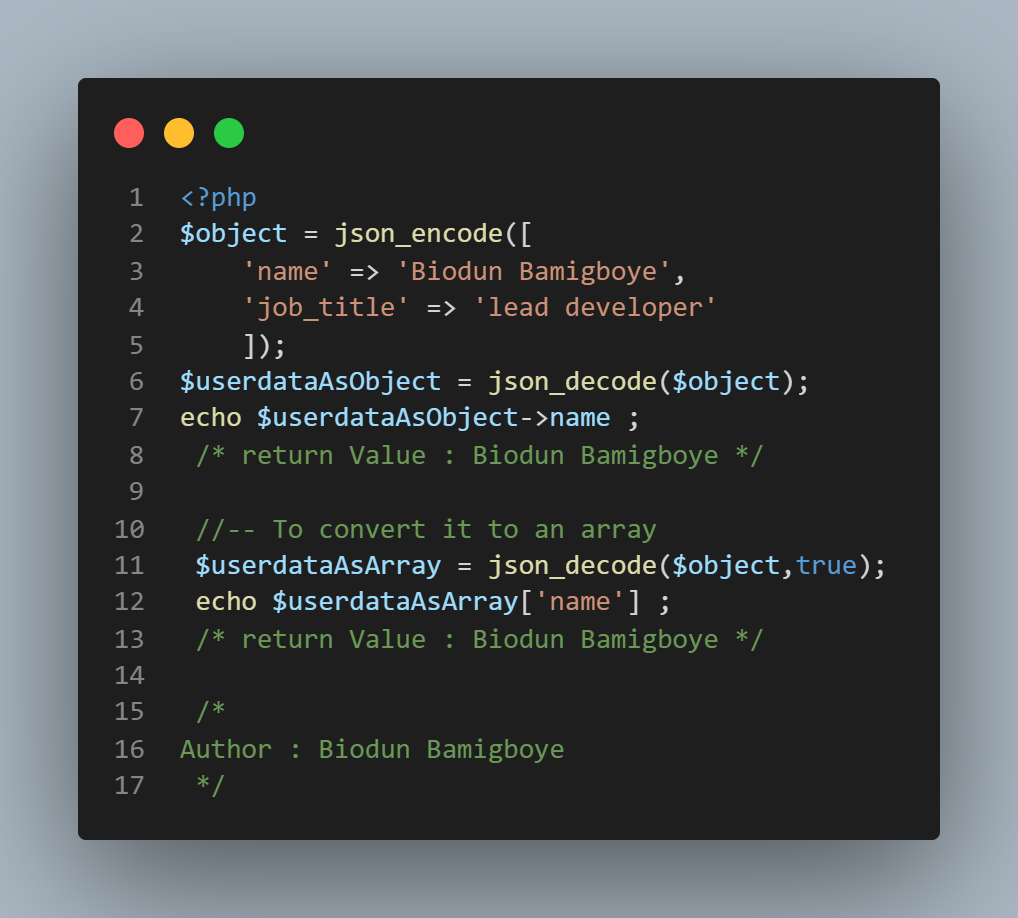 1 <?php
2 $object = json_encode([
3     'name' => 'Biodun Bamigboye',
4     'job_title' => 'lead developer'
5     ]);
6 $userdataAsObject = json_decode($object);
7 echo $userdataAsObject->name ;
8  /* return Value : Biodun Bamigboye */
9
10  //-- To convert it to an array
11  $userdataAsArray = json_decode($object,true);
12  echo $userdataAsArray['name'] ;
13  /* return Value : Biodun Bamigboye */
14
15  /*
16 Author : Biodun Bamigboye
17  */